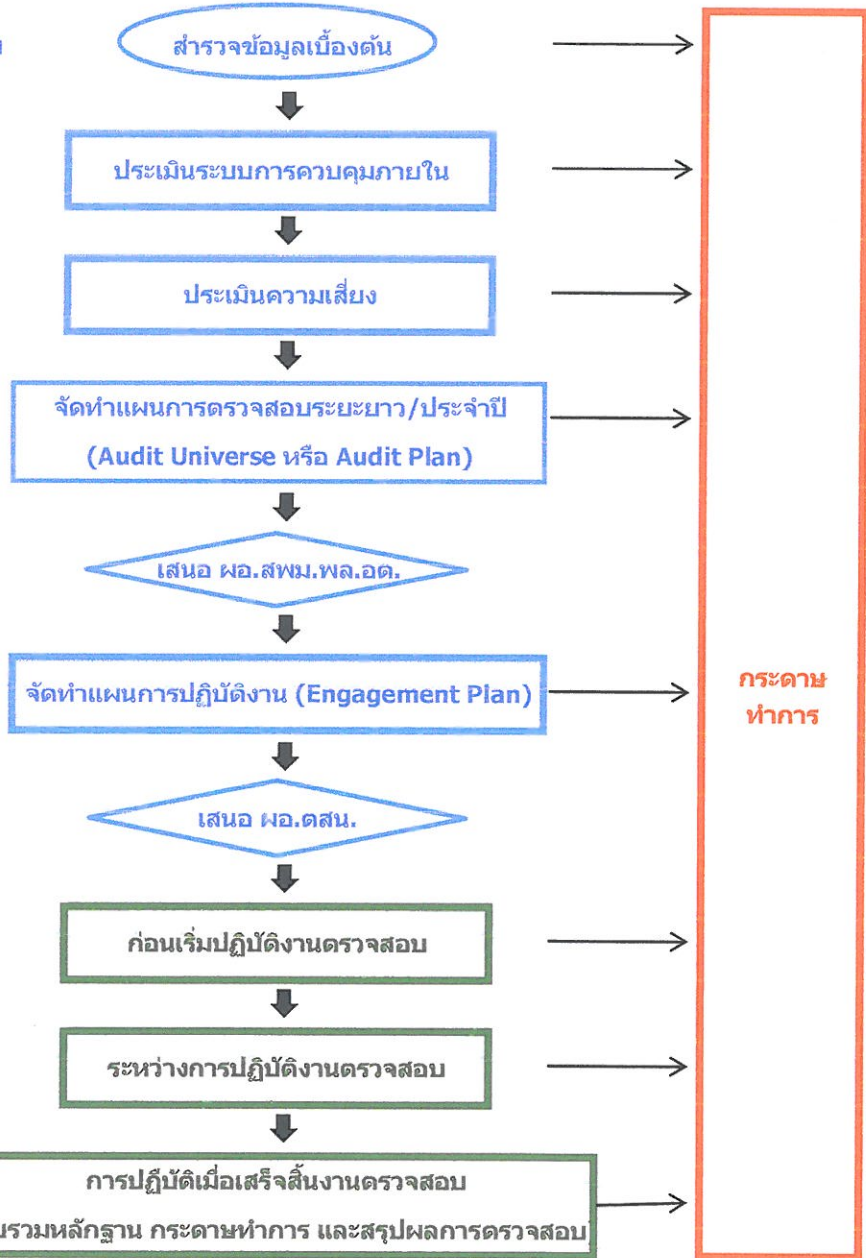 สำรวจข้อมูลเบื้องต้น
ประเมินระบบการควบคุมภายใน
ประเมินความเสี่ยง
จัดทำแผนการตรวจสอบระยะยาว/ประจำปี
(Audit Universe หรือ Audit Plan)
เสนอ ผอ.สพม.พล.อต.
จัดทำแผนการปฏิบัติงาน (Engagement Plan)
กระดาษ
ทำการ
เสนอ ผอ.ตสน.
ก่อนเริ่มปฏิบัติงานตรวจสอบ
ระหว่างการปฏิบัติงานตรวจสอบ
การปฏิบัติเมื่อเสร็จสิ้นงานตรวจสอบ
บรวมหลักฐาน กระดาษทำการ และสรุปผลการตรวจสอบ